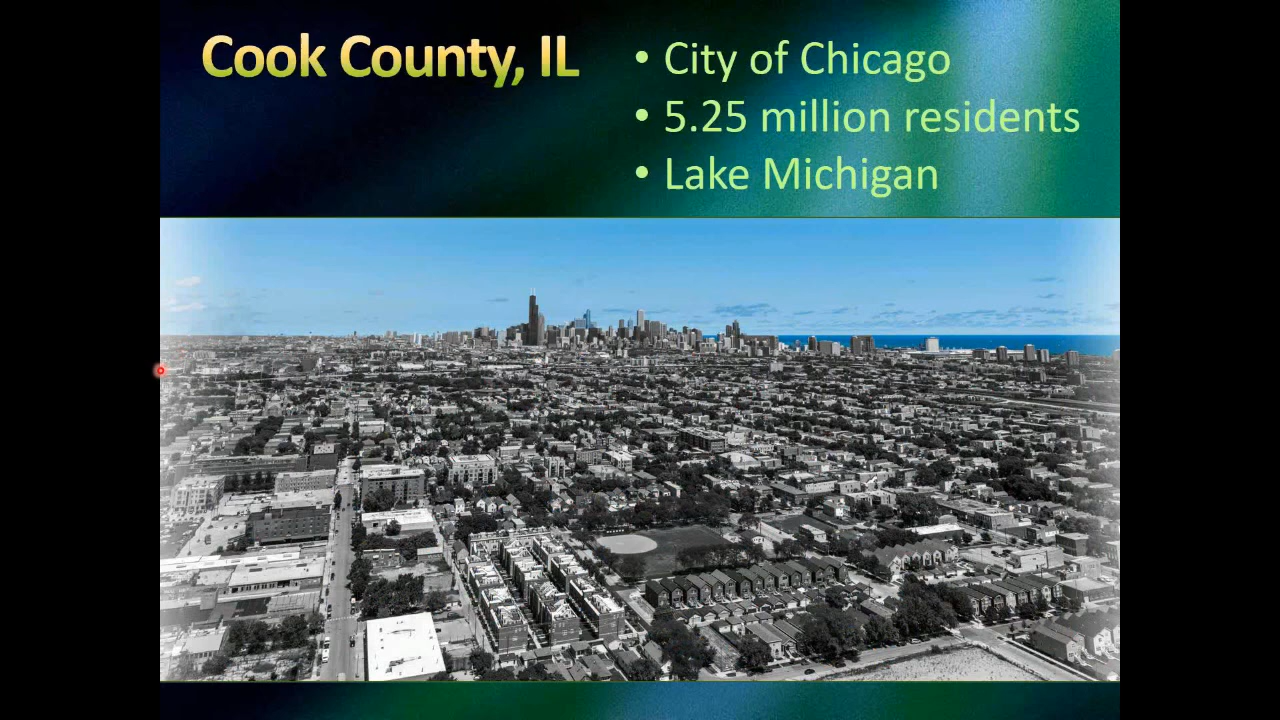 Cook County, IL
• City of Chicago
• 5.25 million residents
• Lake Michigan